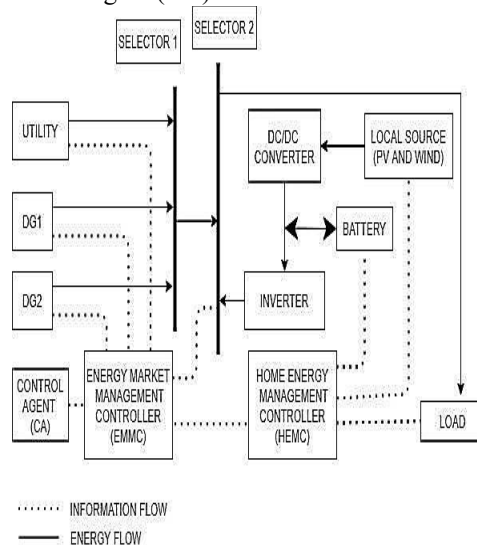 SELECTOR 1
SELECTOR 2
UTILITY
DC/DC
CONVERTER
LOCAL SOURCE
(PV AND WIND)
DG1
BATTERY
DG2
INVERTER
CONTROL
AGENT
(CA)
ENERGY MARKET
MANAGEMENT
CONTROLLER
(EMMC)
HOME ENERGY
MANAGEMENT
CONTROLLER
(HEMC)
LOAD
INFORMATION FLOW
ENERGY FLOW